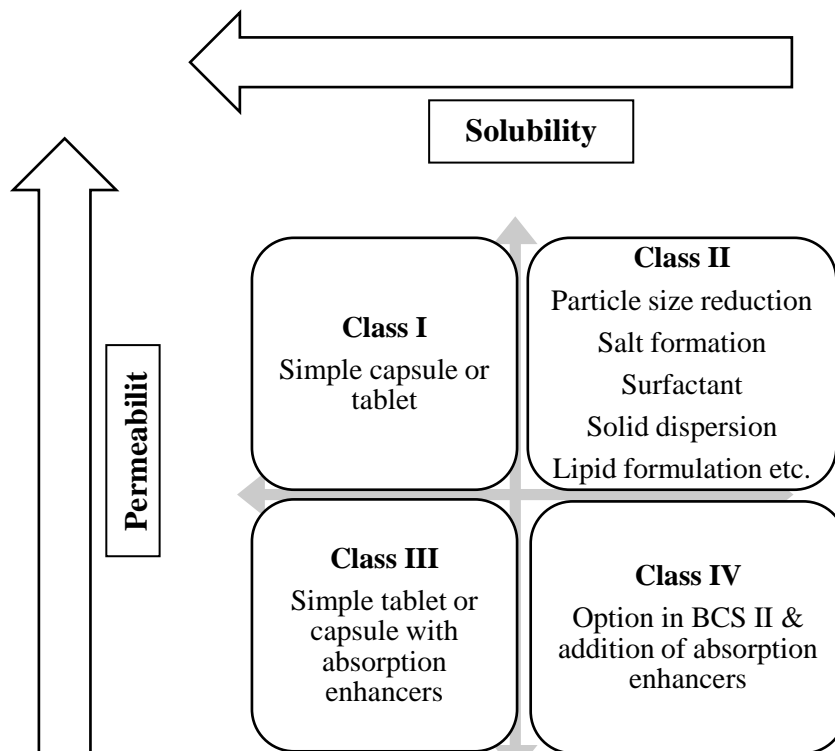 Solubility
Permeabilit
Class I
Simple capsule or
tablet
Class II
Particle size reduction
Salt formation
Surfactant
Solid dispersion
Lipid formulation etc.
Class III
Simple tablet or
capsule with
absorption
enhancers
Class IV
Option in BCS II &
addition of absorption
enhancers